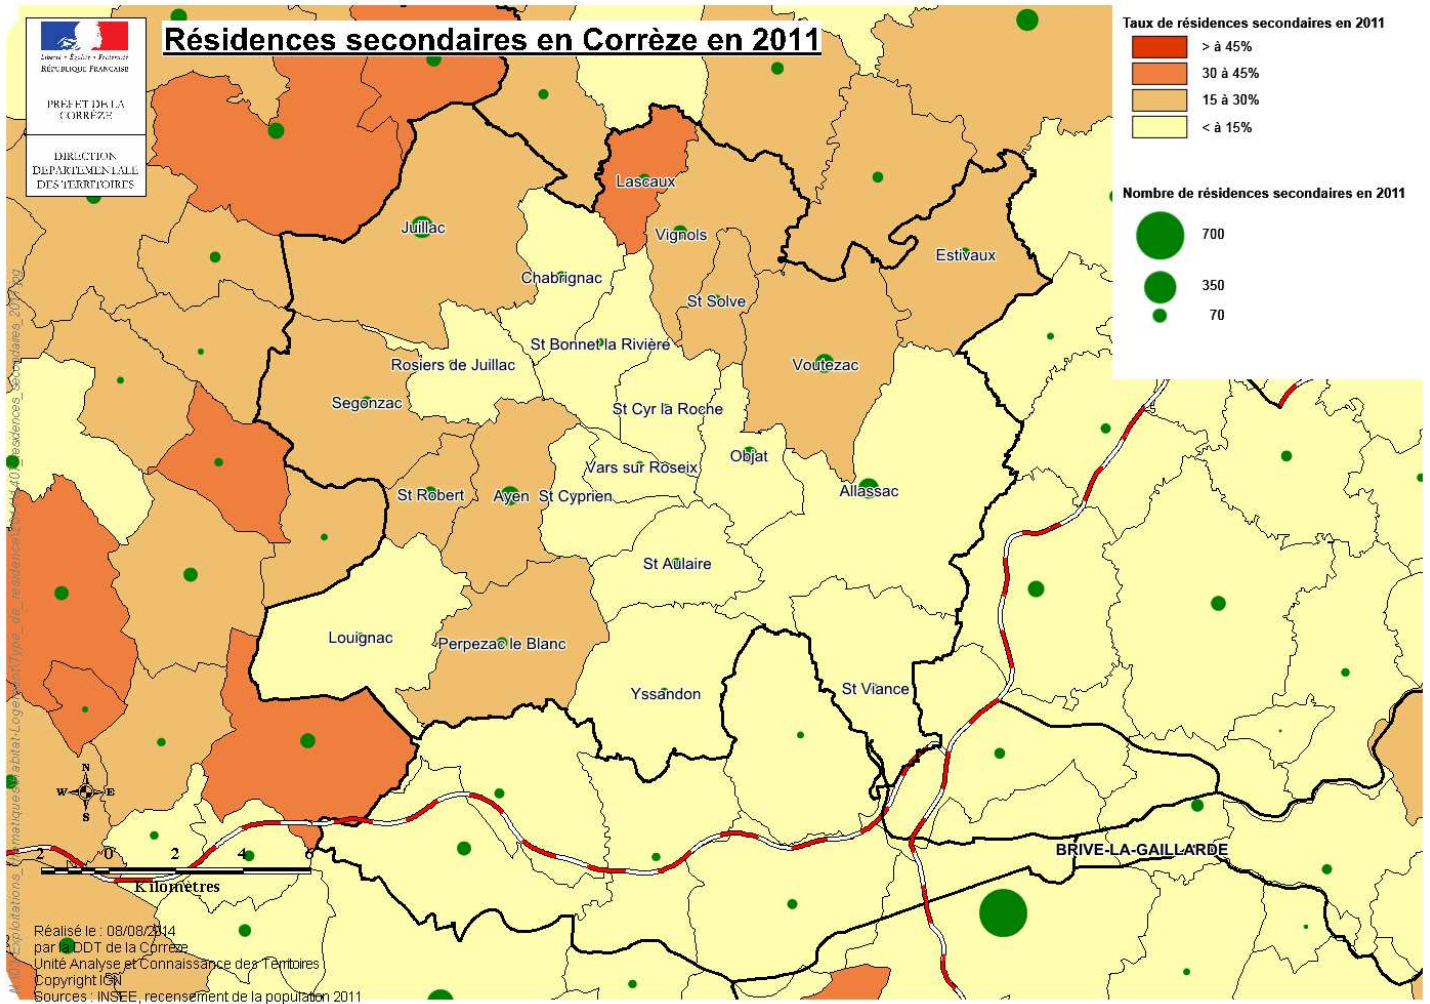 Résidences secondaires en Corrèze en 2011
Liberté • Égalité • Fraternité
RÉPUBLIQUE FRANÇAISE
PREFET DE LA
CORRÈZE
DIRECTION
DEPARTEMENTALE
DES TERRITOIRES
Taux de résidences secondaires en 2011
> à 45%
30 à 45%
15 à 30%
< à 15%
Nombre de résidences secondaires en 2011
700
350
70
Lascaux
Juillac
Vignols
Estivaux
Chabrignac
St Solve
St Bonnet la Rivière
Rosiers de Juillac
Voutezac
Segonzac
St Cyr la Roche
Objat
Vars sur Roseix
St Robert
Ayen
St Cyprien
Allassac
St Aulaire
Louignac
Perpezac le Blanc
Yssandon
St Viance
BRIVE-LA-GAILLARDE
N
W
E
S
2
0
2
4
6
Kilomètres
Réalisé le : 08/08/2014
par la DDT de la Corrèze
Unité Analyse et Connaissance des Territoires
Copyright IGN
Sources : INSEE, recensement de la population 2011